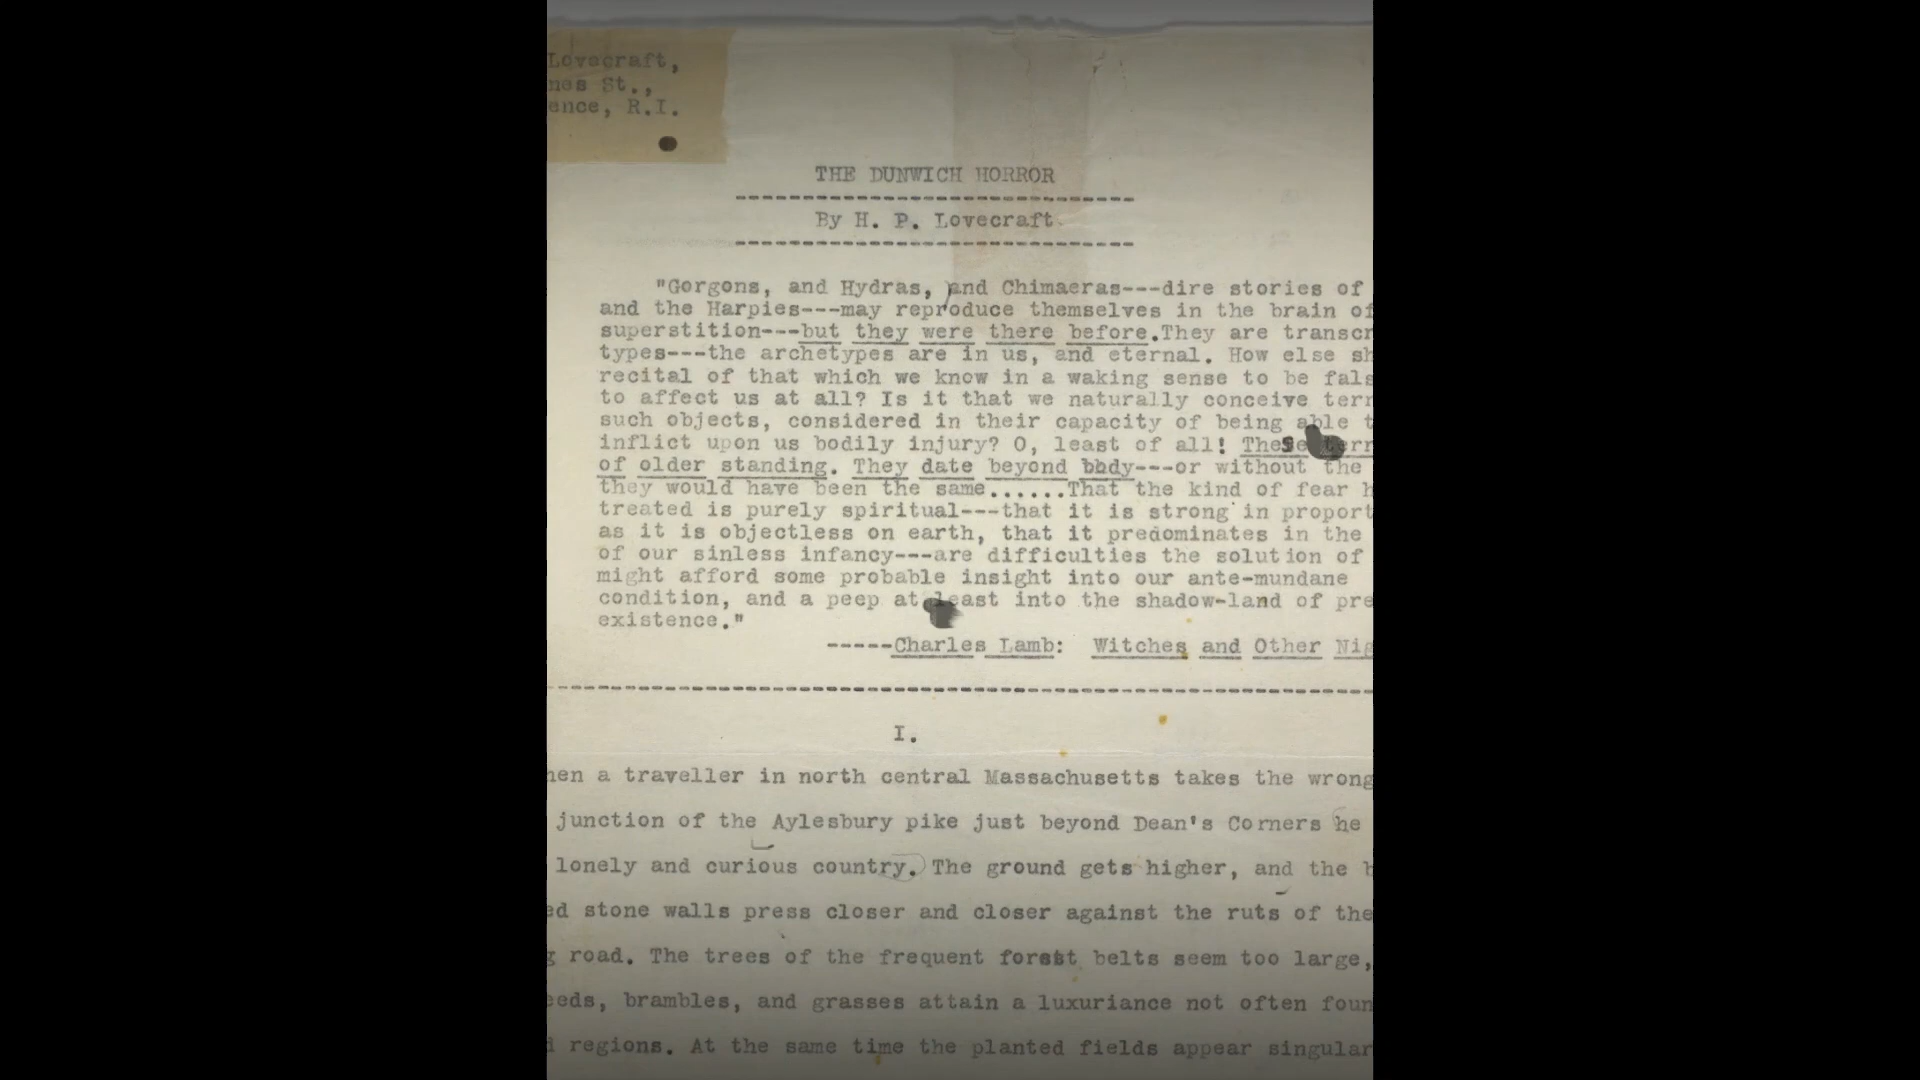 Lovecraft,
nes St.,
ence, R.I.
THE DUNWICH HORROR
By H. P. Lovecraft
"Gorgons, and Hydras, and Chimaeras---dire stories of
and the Harpies---may reproduce themselves in the brain of
superstition---but they were there before.They are transcr
types---the archetypes are in us, and eternal. How else sh
recital of that which we know in a waking sense to be fals
to affect us at all? Is it that we naturally conceive terr
such objects, considered in their capacity of being able t
inflict upon us bodily injury? O, least of all! These terr
of older standing. They date beyond body---or without the
they would have been the same......That the kind of fear h
treated is purely spiritual---that it is strong in proport
as it is objectless on earth, that it predominates in the
of our sinless infancy---are difficulties the solution of
might afford some probable insight into our ante-mundane
condition, and a peep at least into the shadow-land of pre
existence."
-----Charles Lamb: Witches and Other Nig
I.
hen a traveller in north central Massachusetts takes the wrong
junction of the Aylesbury pike just beyond Dean's Corners he
lonely and curious country. The ground gets higher, and the b
ed stone walls press closer and closer against the ruts of the
g road. The trees of the frequent forest belts seem too large,
eeds, brambles, and grasses attain a luxuriance not often foun
d regions. At the same time the planted fields appear singular